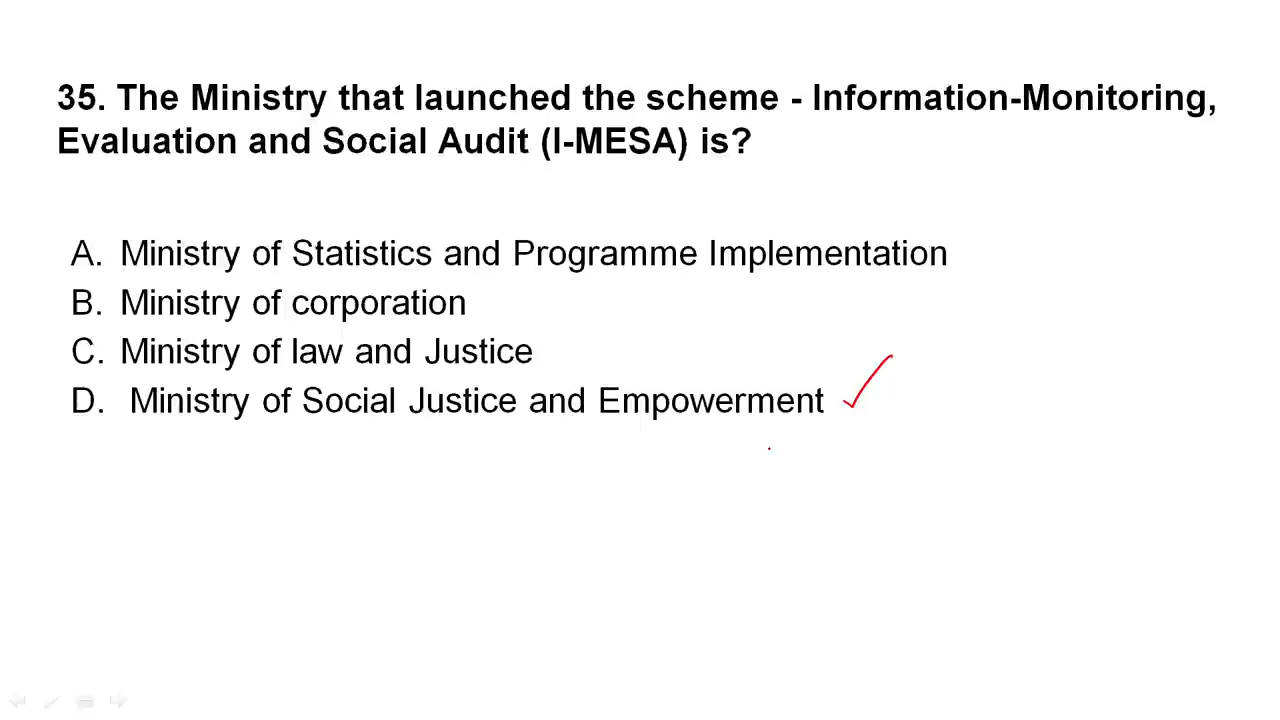 35. The Ministry that launched the scheme - Information-Monitoring,
Evaluation and Social Audit (I-MESA) is?
A. Ministry of Statistics and Programme Implementation
B. Ministry of corporation
C. Ministry of law and Justice
D. Ministry of Social Justice and Empowerment